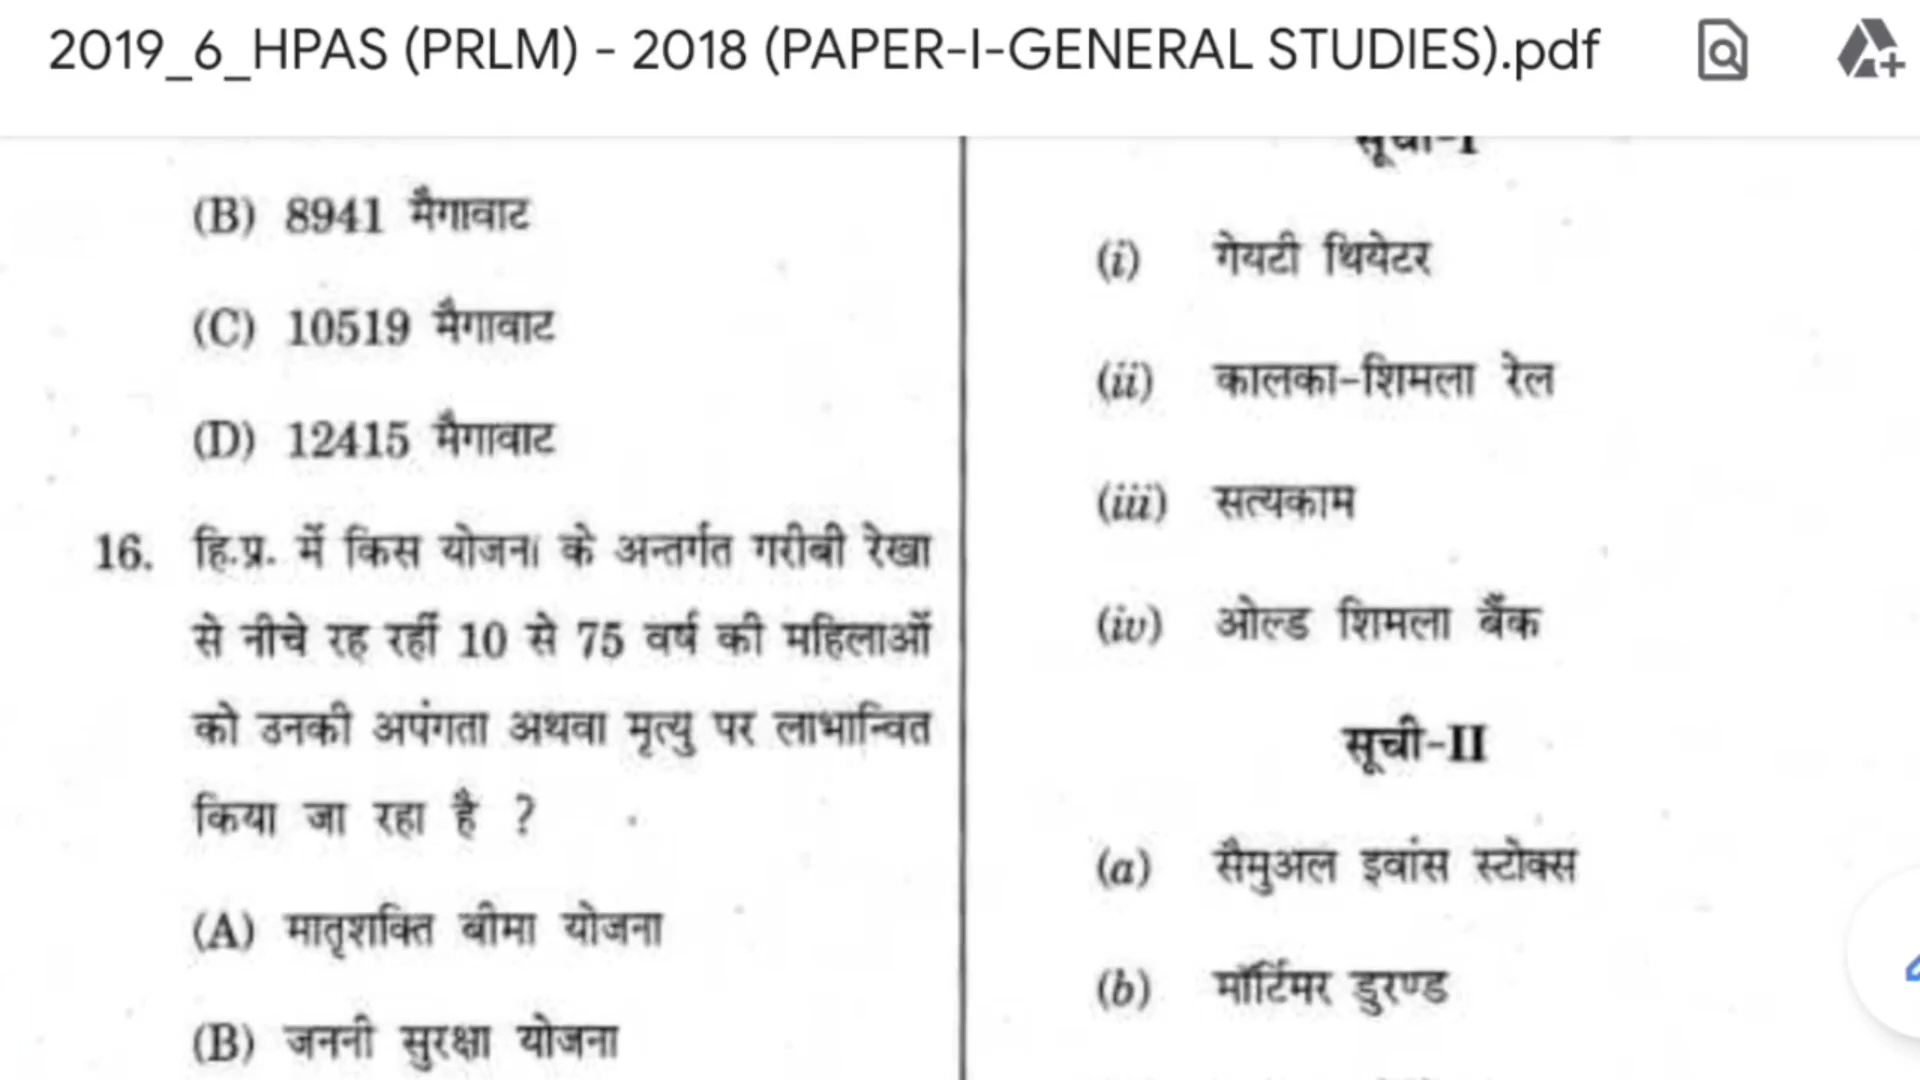 2019_6_HPAS (PRLM) - 2018 (PAPER-I-GENERAL STUDIES).pdf
(B) 8941 मैगावाट
(C) 10519 मैगावाट
(D) 12415 मैगावाट
16. हि.प्र. में किस योजना के अन्तर्गत गरीबी रेखा
से नीचे रह रहीं 10 से 75 वर्ष की महिलाओं
को उनकी अपंगता अथवा मृत्यु पर लाभान्वित
किया जा रहा है ?
(A) मातृशक्ति बीमा योजना
(B) जननी सुरक्षा योजना
सूची-I
(i) गेयटी थियेटर
(ii) कालका-शिमला रेल
(iii) सत्यकाम
(iv) ओल्ड शिमला बैंक
सूची-II
(a) सैमुअल इवांस स्टोक्स
(b) मॉर्टिमर डुरण्ड